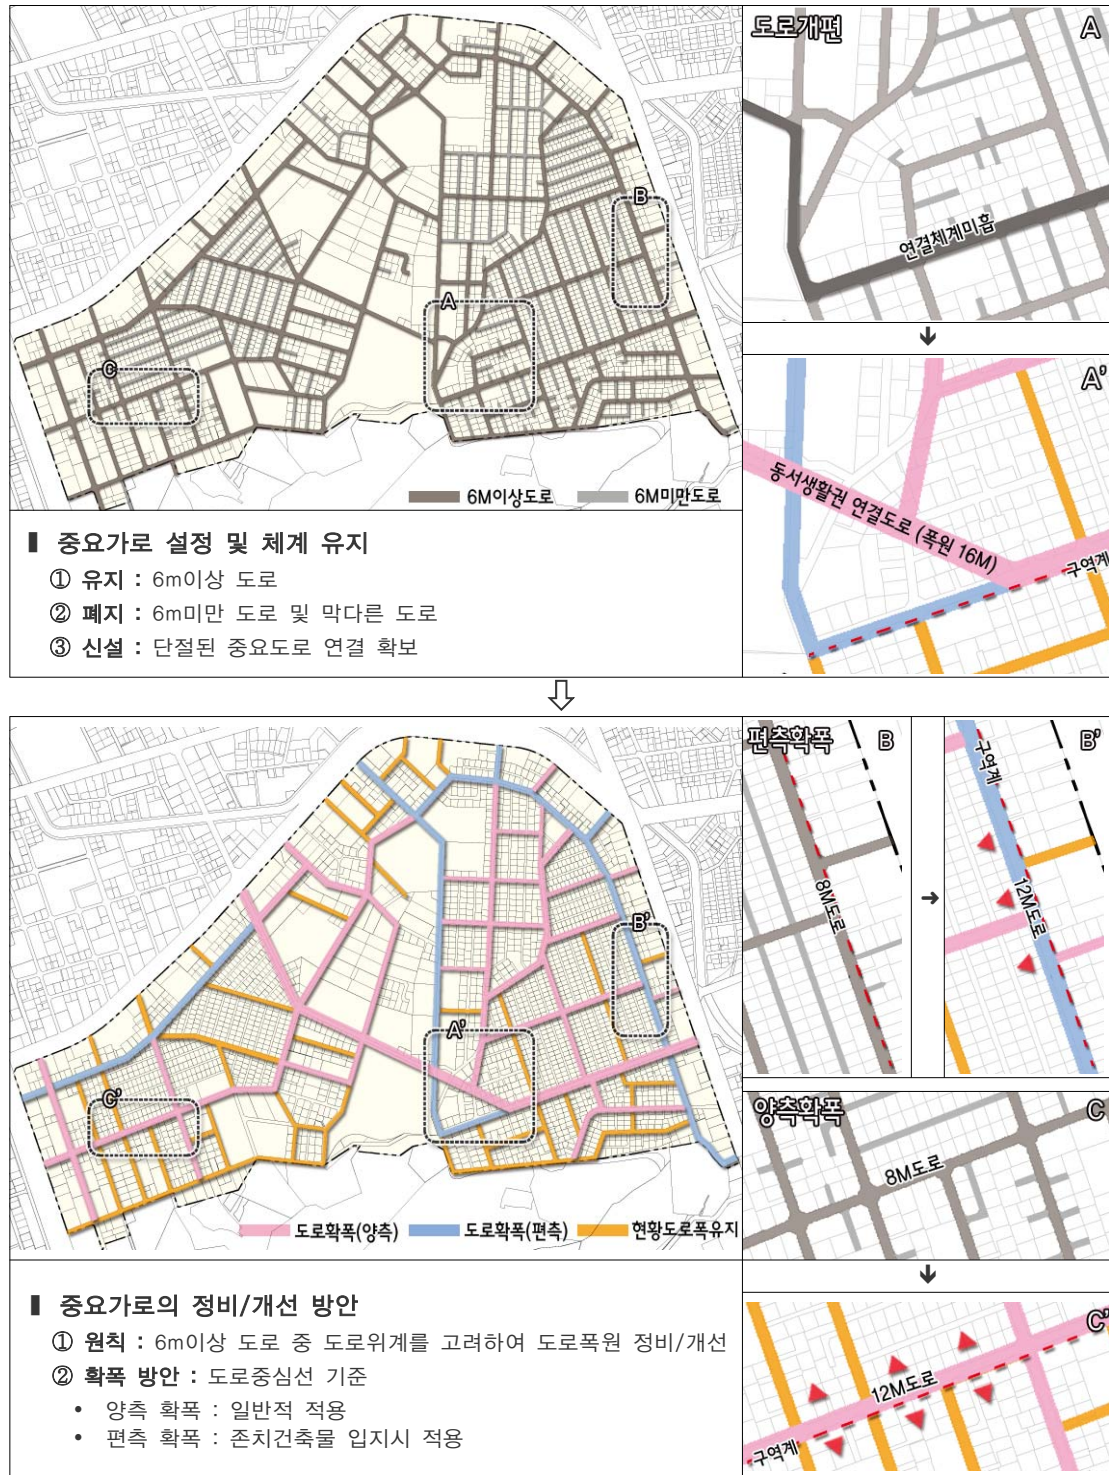 도로개편 A
B
A
C
연결체계미흡
6M이상도로 6M미만도로
▌ 중요가로 설정 및 체계 유지
① 유지 : 6m이상 도로
② 폐지 : 6m미만 도로 및 막다른 도로
③ 신설 : 단절된 중요도로 연결 확보
A'
동서생활권 연결도로 (폭원 16M)
구역계
B'
A'
C'
도로확폭(양측) 도로확폭(편측) 현황도로폭유지
편측확폭 B
8M도로
B'
구역계
12M도로
양측확폭 C
8M도로
C'
12M도로
구역계
▌ 중요가로의 정비/개선 방안
① 원칙 : 6m이상 도로 중 도로위계를 고려하여 도로폭원 정비/개선
② 확폭 방안 : 도로중심선 기준
• 양측 확폭 : 일반적 적용
• 편측 확폭 : 존치건축물 입지시 적용